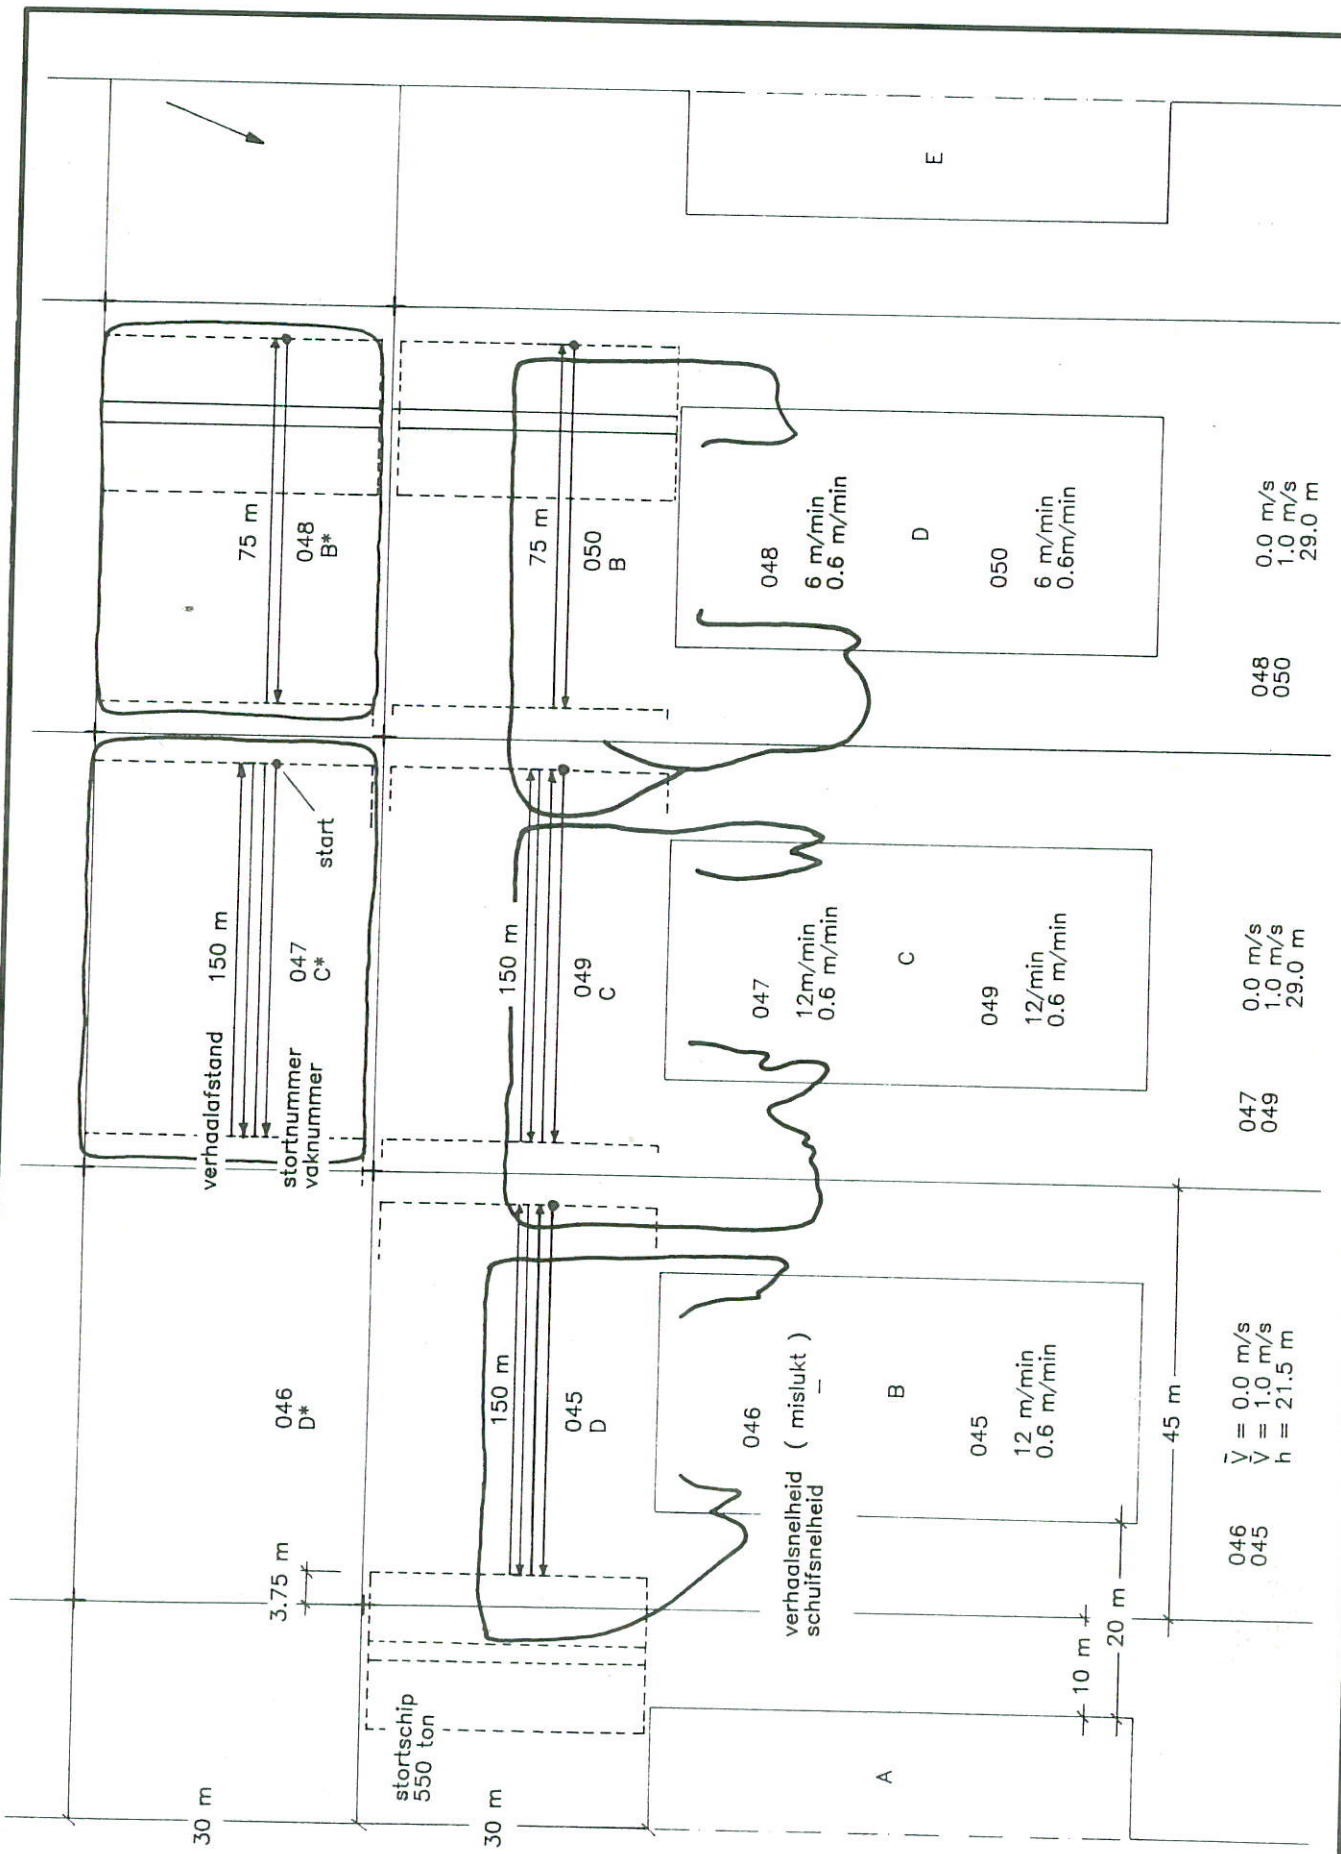 30 m
3.75 m
046
D*
verhaalafstand
150 m
stortnummer
vaknummer
047
C*
start
75 m
048
B*
30 m
stortschip
550 ton
150 m
045
D
150 m
049
C
75 m
050
B
A
046
verhaalsnelheid ( mislukt )
schuifsnelheid –
B
045
12 m/min
0.6 m/min
047
12m/min
0.6 m/min
C
049
12/min
0.6 m/min
048
6 m/min
0.6 m/min
D
050
6 m/min
0.6m/min
E
10 m
20 m
45 m
046 V̄ = 0.0 m/s
045 V̄ = 1.0 m/s
h = 21.5 m
047 0.0 m/s
049 1.0 m/s
29.0 m
048 0.0 m/s
050 1.0 m/s
29.0 m